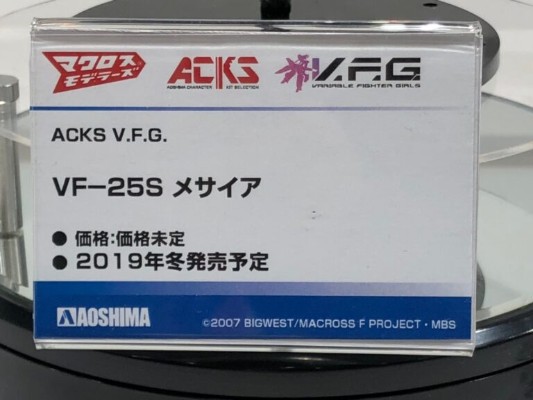 マクロス
モデラーズ
ACKS
AOSHIMA CHARACTER KIT SELECTION
V.F.G
VARIABLE FIGHTER GIRLS
ACKS V.F.G.
VF-25S メサイア
● 価格:価格未定
● 2019年冬発売予定
AOSHIMA
©2007 BIGWEST/MACROSS F PROJECT・MBS